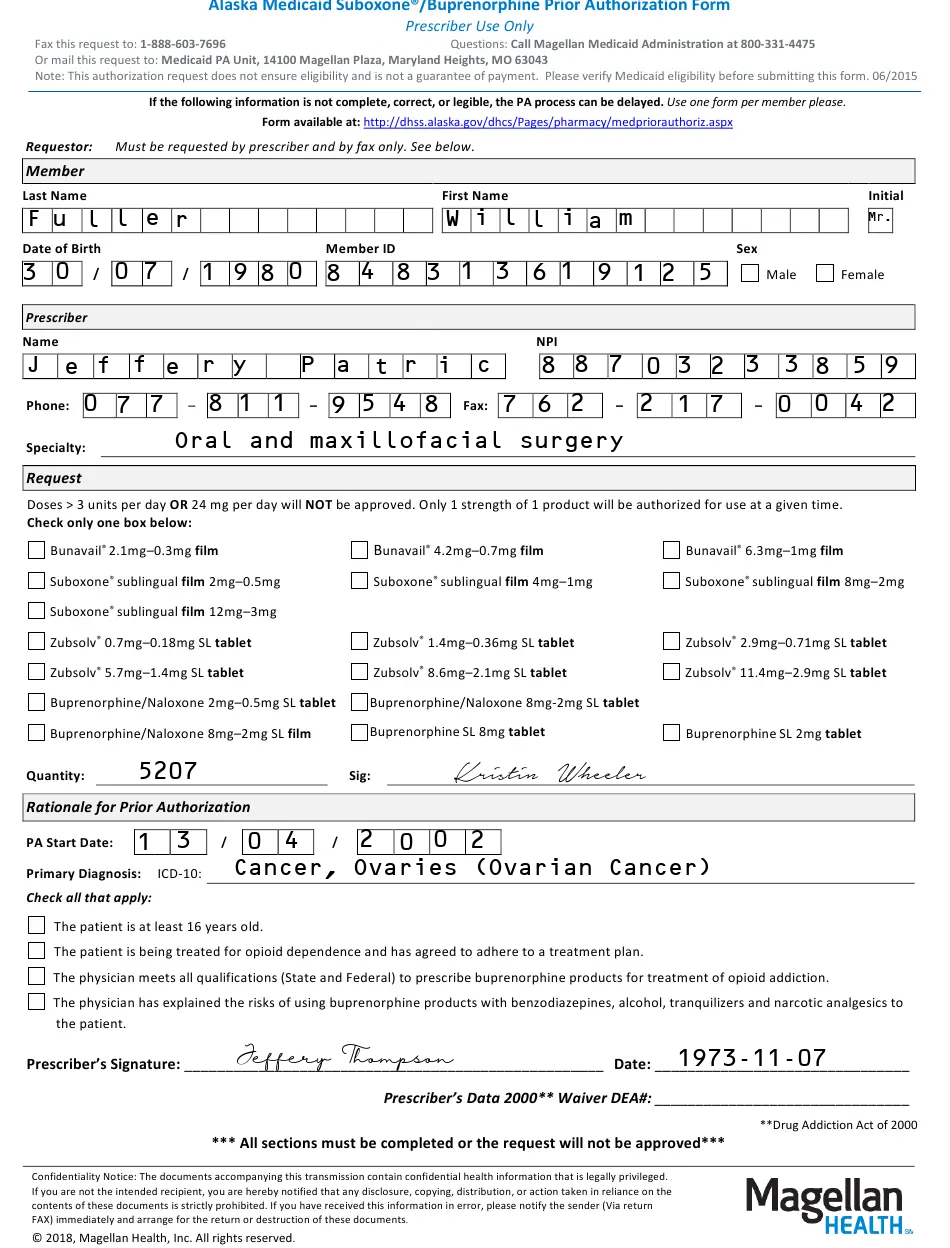 Alaska Medicaid Suboxone®/Buprenorphine Prior Authorization Form
Prescriber Use Only
Fax this request to: 1-888-603-7696 Questions: Call Magellan Medicaid Administration at 800-331-4475
Or mail this request to: Medicaid PA Unit, 14100 Magellan Plaza, Maryland Heights, MO 63043
Note: This authorization request does not ensure eligibility and is not a guarantee of payment. Please verify Medicaid eligibility before submitting this form. 06/2015
If the following information is not complete, correct, or legible, the PA process can be delayed. Use one form per member please.
Form available at: http://dhss.alaska.gov/dhcs/Pages/pharmacy/medpriorauthoriz.aspx
Requestor: Must be requested by prescriber and by fax only. See below.
Member
Last Name First Name Initial
Fuller William Mr.
Date of Birth Member ID Sex
30 / 07 / 1980 848313619125 Male Female
Prescriber
Name NPI
Jeffery Patric 88703233859
Phone: 077 – 811 – 9548 Fax: 762 – 217 – 0042
Specialty: Oral and maxillofacial surgery
Request
Doses > 3 units per day OR 24 mg per day will NOT be approved. Only 1 strength of 1 product will be authorized for use at a given time.
Check only one box below:
Bunavail® 2.1mg–0.3mg film Bunavail® 4.2mg–0.7mg film Bunavail® 6.3mg–1mg film
Suboxone® sublingual film 2mg–0.5mg Suboxone® sublingual film 4mg–1mg Suboxone® sublingual film 8mg–2mg
Suboxone® sublingual film 12mg–3mg
Zubsolv® 0.7mg–0.18mg SL tablet Zubsolv® 1.4mg–0.36mg SL tablet Zubsolv® 2.9mg–0.71mg SL tablet
Zubsolv® 5.7mg–1.4mg SL tablet Zubsolv® 8.6mg–2.1mg SL tablet Zubsolv® 11.4mg–2.9mg SL tablet
Buprenorphine/Naloxone 2mg–0.5mg SL tablet Buprenorphine/Naloxone 8mg-2mg SL tablet
Buprenorphine/Naloxone 8mg–2mg SL film Buprenorphine SL 8mg tablet Buprenorphine SL 2mg tablet
Quantity: 5207 Sig: Kristin Wheeler
Rationale for Prior Authorization
PA Start Date: 13 / 04 / 2002
Primary Diagnosis: ICD-10: Cancer, Ovaries (Ovarian Cancer)
Check all that apply:
The patient is at least 16 years old.
The patient is being treated for opioid dependence and has agreed to adhere to a treatment plan.
The physician meets all qualifications (State and Federal) to prescribe buprenorphine products for treatment of opioid addiction.
The physician has explained the risks of using buprenorphine products with benzodiazepines, alcohol, tranquilizers and narcotic analgesics to
the patient.
Prescriber's Signature: Jeffery Thompson Date: 1973-11-07
Prescriber's Data 2000** Waiver DEA#:
**Drug Addiction Act of 2000
*** All sections must be completed or the request will not be approved***
Confidentiality Notice: The documents accompanying this transmission contain confidential health information that is legally privileged.
If you are not the intended recipient, you are hereby notified that any disclosure, copying, distribution, or action taken in reliance on the
contents of these documents is strictly prohibited. If you have received this information in error, please notify the sender (Via return
FAX) immediately and arrange for the return or destruction of these documents.
© 2018, Magellan Health, Inc. All rights reserved.
Magellan
HEALTH